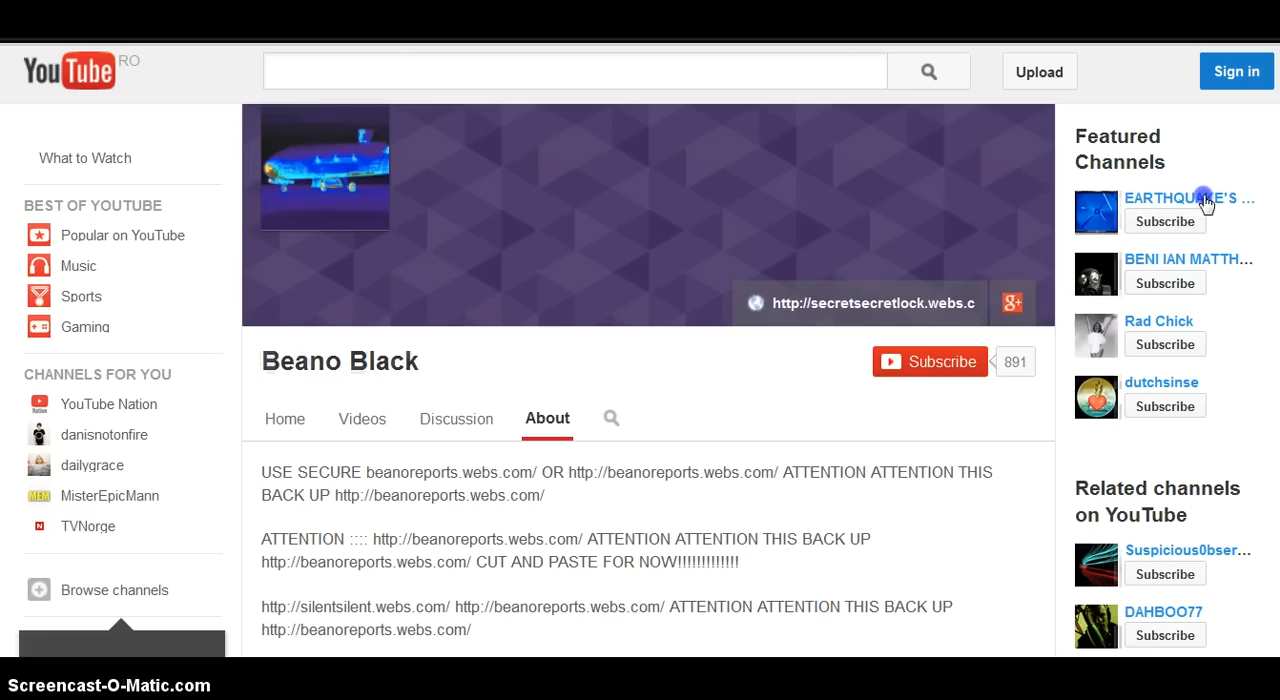 YouTube RO
Upload
Sign in
What to Watch
BEST OF YOUTUBE
Popular on YouTube
Music
Sports
Gaming
CHANNELS FOR YOU
YouTube Nation
danisnotonfire
dailygrace
MisterEpicMann
TVNorge
Browse channels
http://secretsecretlock.webs.c
Beano Black
Subscribe 891
Home Videos Discussion About
USE SECURE beanoreports.webs.com/ OR http://beanoreports.webs.com/ ATTENTION ATTENTION THIS
BACK UP http://beanoreports.webs.com/
ATTENTION :::: http://beanoreports.webs.com/ ATTENTION ATTENTION THIS BACK UP
http://beanoreports.webs.com/ CUT AND PASTE FOR NOW!!!!!!!!!!!!!
http://silentsilent.webs.com/ http://beanoreports.webs.com/ ATTENTION ATTENTION THIS BACK UP
http://beanoreports.webs.com/
Featured
Channels
EARTHQUAKE'S ...
Subscribe
BENI IAN MATTH...
Subscribe
Rad Chick
Subscribe
dutchsinse
Subscribe
Related channels
on YouTube
Suspicious0bser...
Subscribe
DAHBOO77
Subscribe
Screencast-O-Matic.com